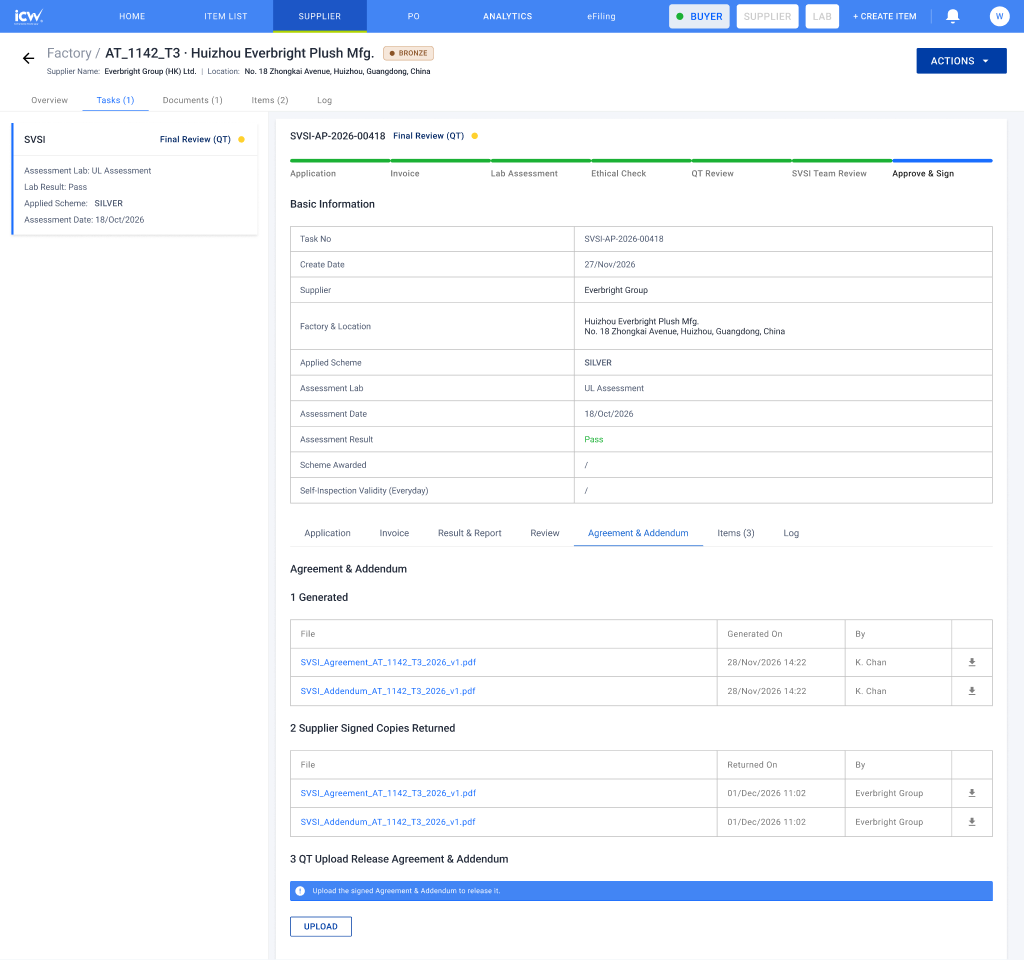 icw
HOME
ITEM LIST
SUPPLIER
PO
ANALYTICS
eFiling
BUYER
SUPPLIER
LAB
+ CREATE ITEM
W
Factory / AT_1142_T3 · Huizhou Everbright Plush Mfg.
BRONZE
Supplier Name: Everbright Group (HK) Ltd. | Location: No. 18 Zhongkai Avenue, Huizhou, Guangdong, China
ACTIONS
Overview
Tasks (1)
Documents (1)
Items (2)
Log
SVSI
Final Review (QT)
Assessment Lab: UL Assessment
Lab Result: Pass
Applied Scheme: SILVER
Assessment Date: 18/Oct/2026
SVSI-AP-2026-00418 Final Review (QT)
Application
Invoice
Lab Assessment
Ethical Check
QT Review
SVSI Team Review
Approve & Sign
Basic Information
Task No
SVSI-AP-2026-00418
Create Date
27/Nov/2026
Supplier
Everbright Group
Factory & Location
Huizhou Everbright Plush Mfg.
No. 18 Zhongkai Avenue, Huizhou, Guangdong, China
Applied Scheme
SILVER
Assessment Lab
UL Assessment
Assessment Date
18/Oct/2026
Assessment Result
Pass
Scheme Awarded
/
Self-Inspection Validity (Everyday)
/
Application
Invoice
Result & Report
Review
Agreement & Addendum
Items (3)
Log
Agreement & Addendum
1 Generated
File
Generated On
By
SVSI_Agreement_AT_1142_T3_2026_v1.pdf
28/Nov/2026 14:22
K. Chan
SVSI_Addendum_AT_1142_T3_2026_v1.pdf
28/Nov/2026 14:22
K. Chan
2 Supplier Signed Copies Returned
File
Returned On
By
SVSI_Agreement_AT_1142_T3_2026_v1.pdf
01/Dec/2026 11:02
Everbright Group
SVSI_Addendum_AT_1142_T3_2026_v1.pdf
01/Dec/2026 11:02
Everbright Group
3 QT Upload Release Agreement & Addendum
Upload the signed Agreement & Addendum to release it.
UPLOAD